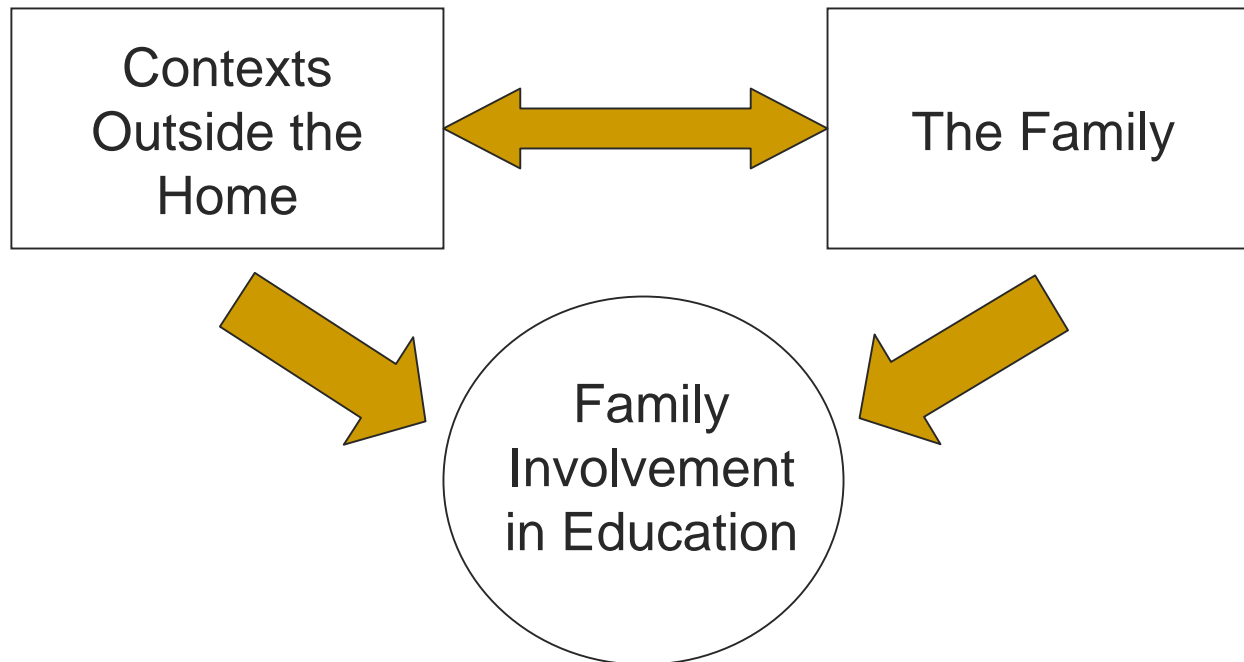 Contexts
Outside the
Home
The Family
Family
Involvement
in Education